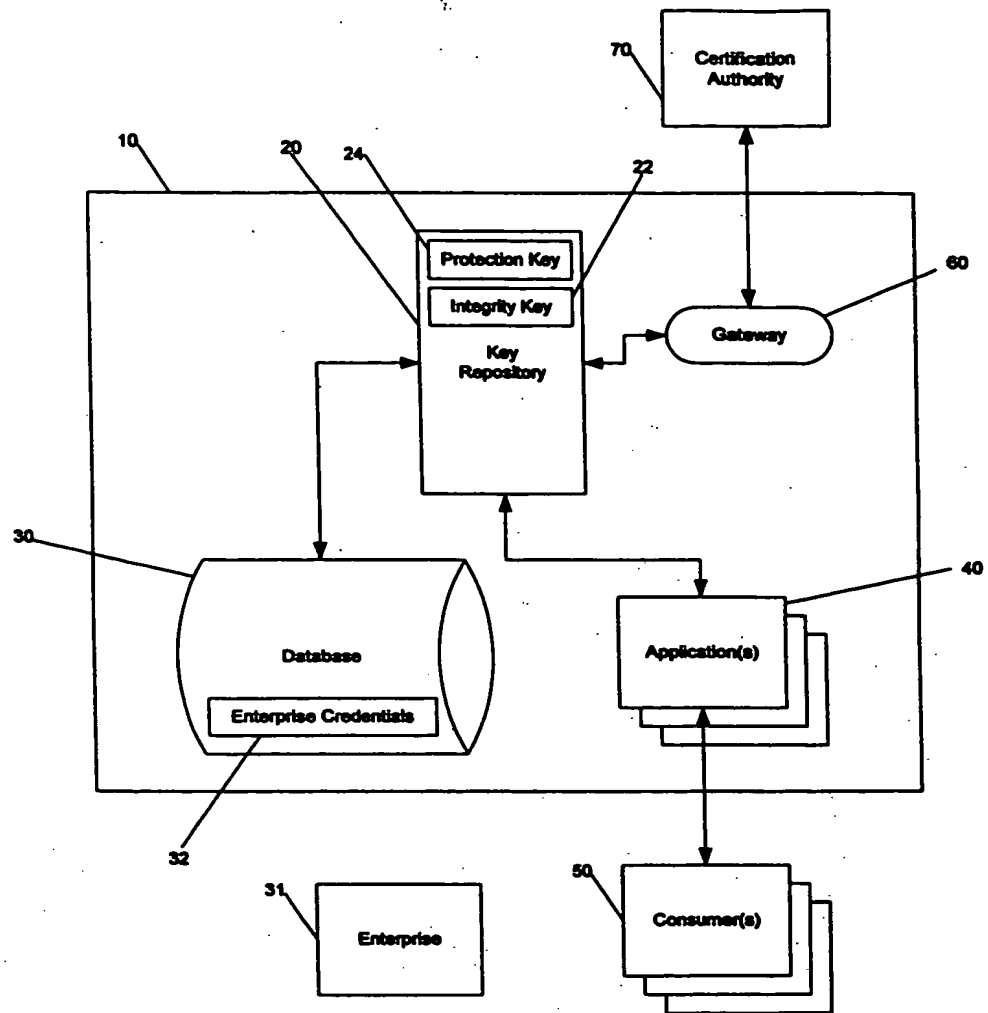 70
Certification
Authority
10
20
24
22
Protection Key
Integrity Key
Key
Repository
60
Gateway
30
40
Database
Enterprise Credentials
Application(s)
32
31
Enterprise
50
Consumer(s)